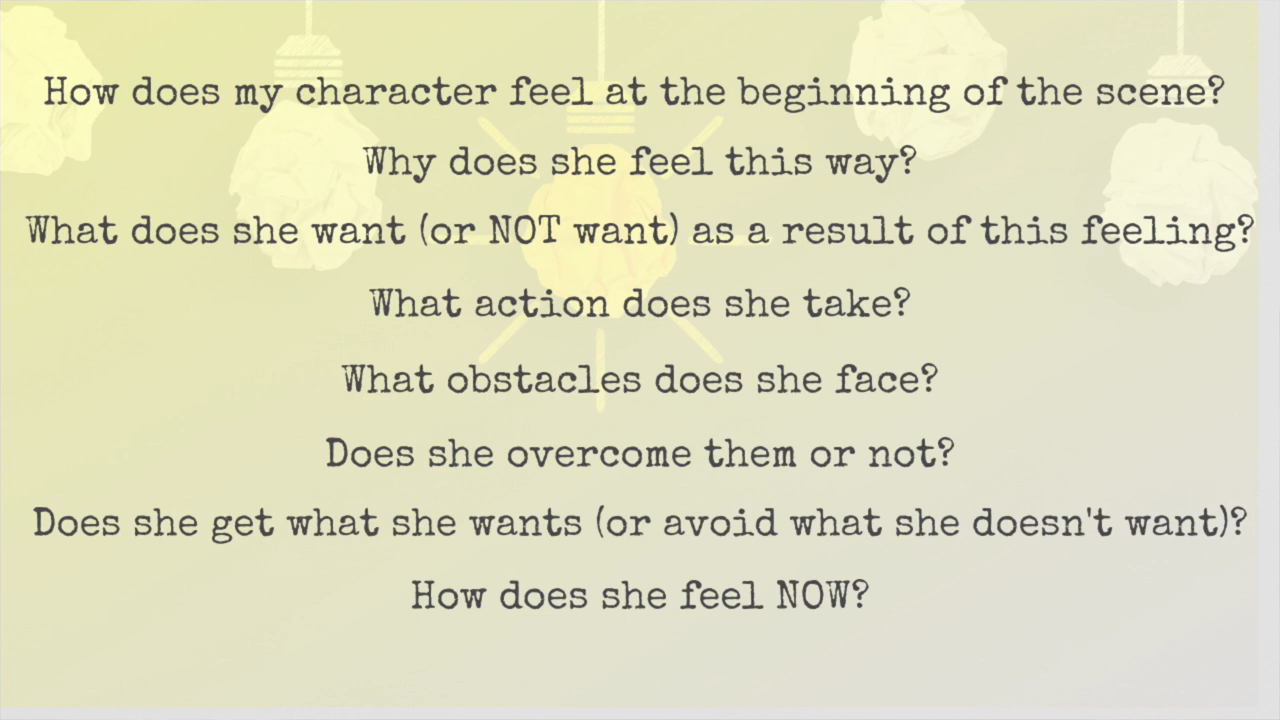 How does my character feel at the beginning of the scene?
Why does she feel this way?
What does she want (or NOT want) as a result of this feeling?
What action does she take?
What obstacles does she face?
Does she overcome them or not?
Does she get what she wants (or avoid what she doesn't want)?
How does she feel NOW?